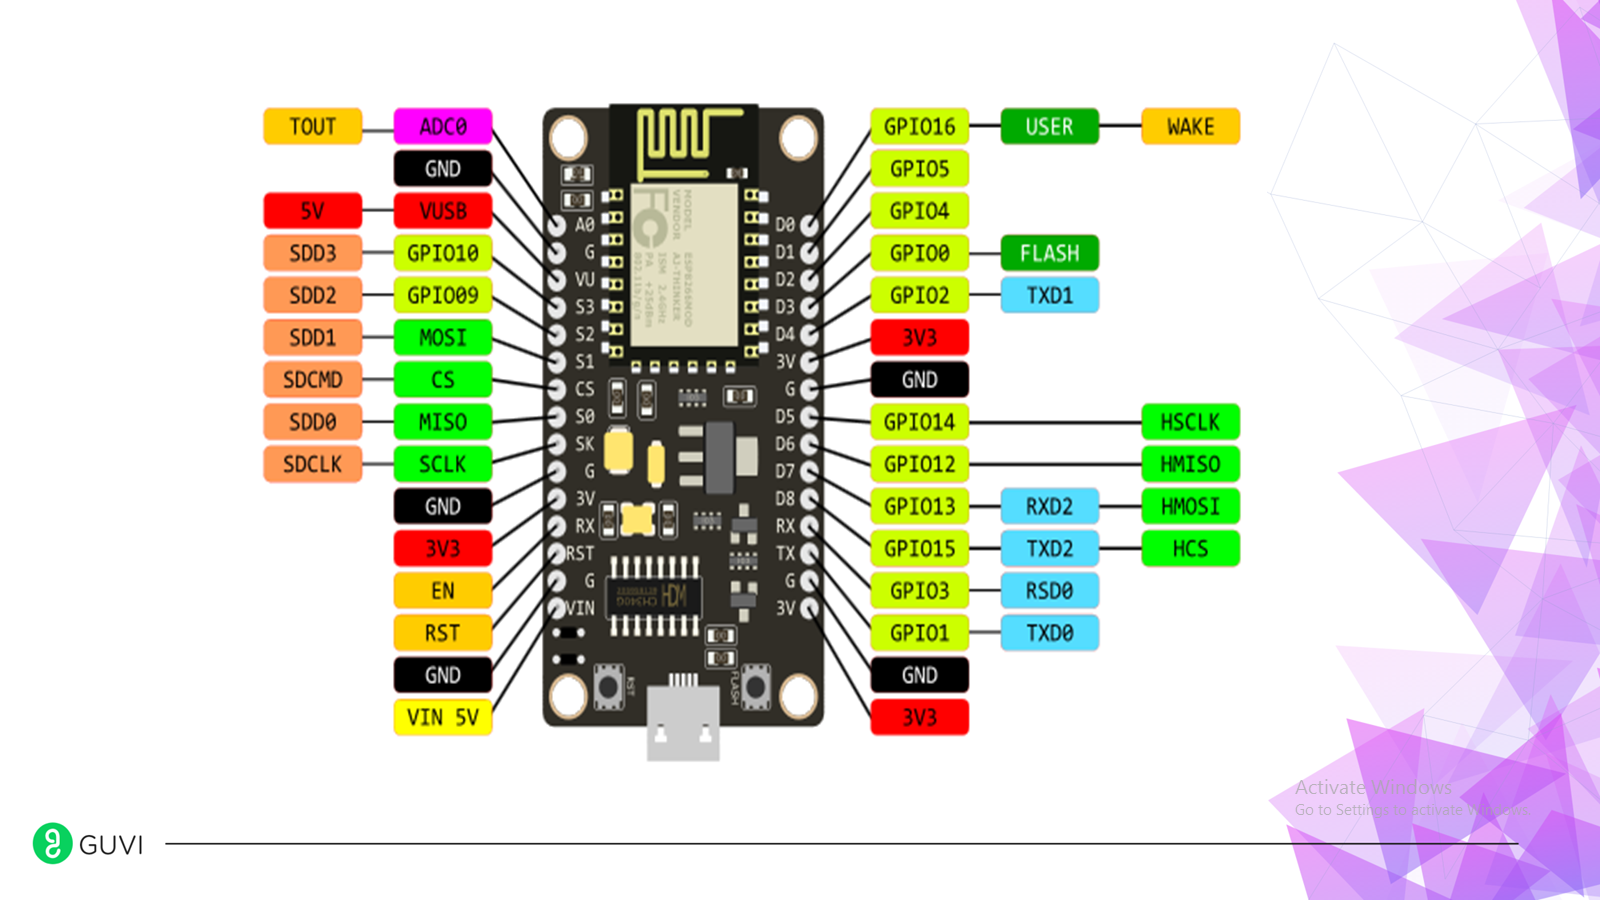 TOUT ADC0
GND
5V VUSB
SDD3 GPIO10
SDD2 GPIO09
SDD1 MOSI
SDCMD CS
SDD0 MISO
SDCLK SCLK
GND
3V3
EN
RST
GND
VIN 5V
A0
G
VU
S3
S2
S1
CS
S0
SK
G
3V
RX
RST
G
VIN
MODEL ESP8266MOD
VENDOR AJ-THINKER
ISM 2.4GHz
PA +25dBm
802.11b/g/n
FC
CH340G
HDM
RST
FLASH
D0
D1
D2
D3
D4
3V
G
D5
D6
D7
D8
RX
TX
G
3V
GPIO16 USER WAKE
GPIO5
GPIO4
GPIO0 FLASH
GPIO2 TXD1
3V3
GND
GPIO14 HSCLK
GPIO12 HMISO
GPIO13 RXD2 HMOSI
GPIO15 TXD2 HCS
GPIO3 RSD0
GPIO1 TXD0
GND
3V3
Activate Windows
Go to Settings to activate Windows.
GUVI